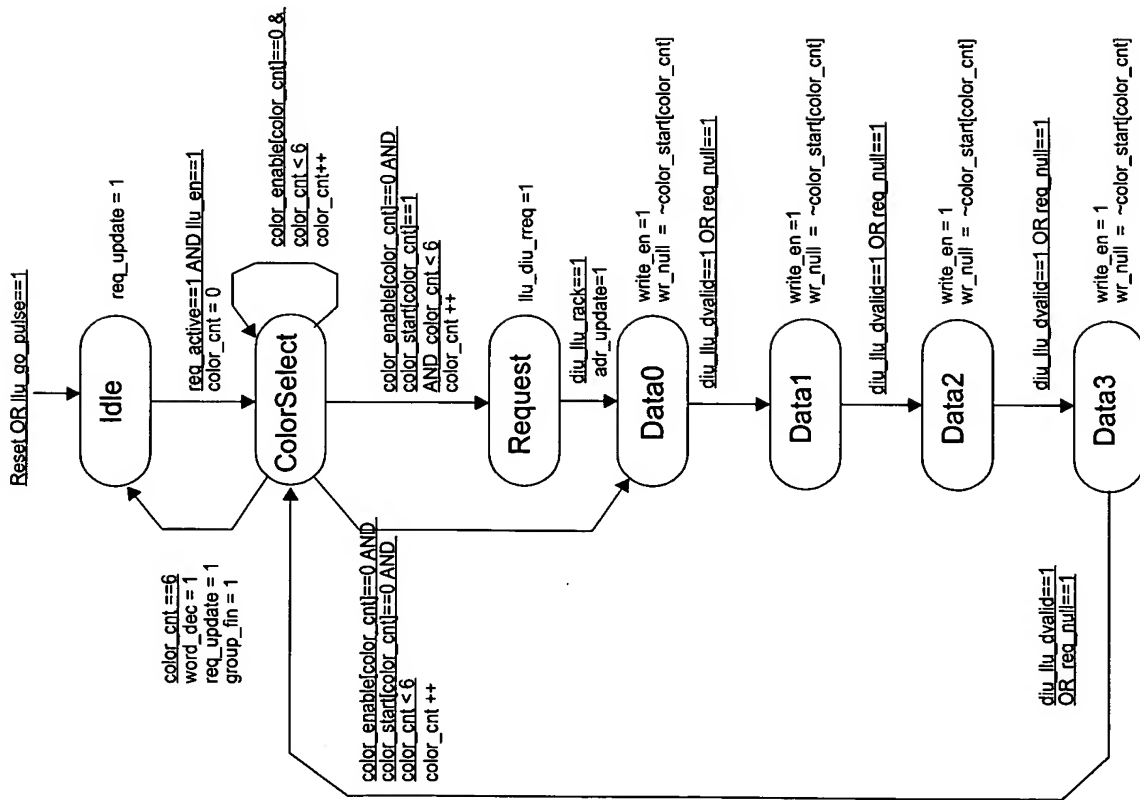 Reset OR llu_go_pulse==1
Idle
req_update = 1
req_active==1 AND llu_en==1
color_cnt = 0
color_cnt ==6
word_dec = 1
req_update = 1
group_fin = 1
ColorSelect
color_enable[color_cnt]==0 &
color_cnt < 6
color_cnt++
color_enable[color_cnt]==0 AND
color_start[color_cnt]==1
AND color_cnt < 6
color_cnt ++
color_enable[color_cnt]==0 AND
color_start[color_cnt]==0 AND
color_cnt < 6
color_cnt ++
Request
llu_diu_rreq =1
diu_llu_rack==1
adr_update=1
Data0
write_en =1
wr_null = ~color_start[color_cnt]
diu_llu_dvalid==1 OR req_null==1
Data1
write_en =1
wr_null = ~color_start[color_cnt]
diu_llu_dvalid==1 OR req_null==1
Data2
write_en = 1
wr_null = ~color_start[color_cnt]
diu_llu_dvalid==1 OR req_null==1
Data3
write_en = 1
wr_null = ~color_start[color_cnt]
diu_llu_dvalid==1
OR req_null==1